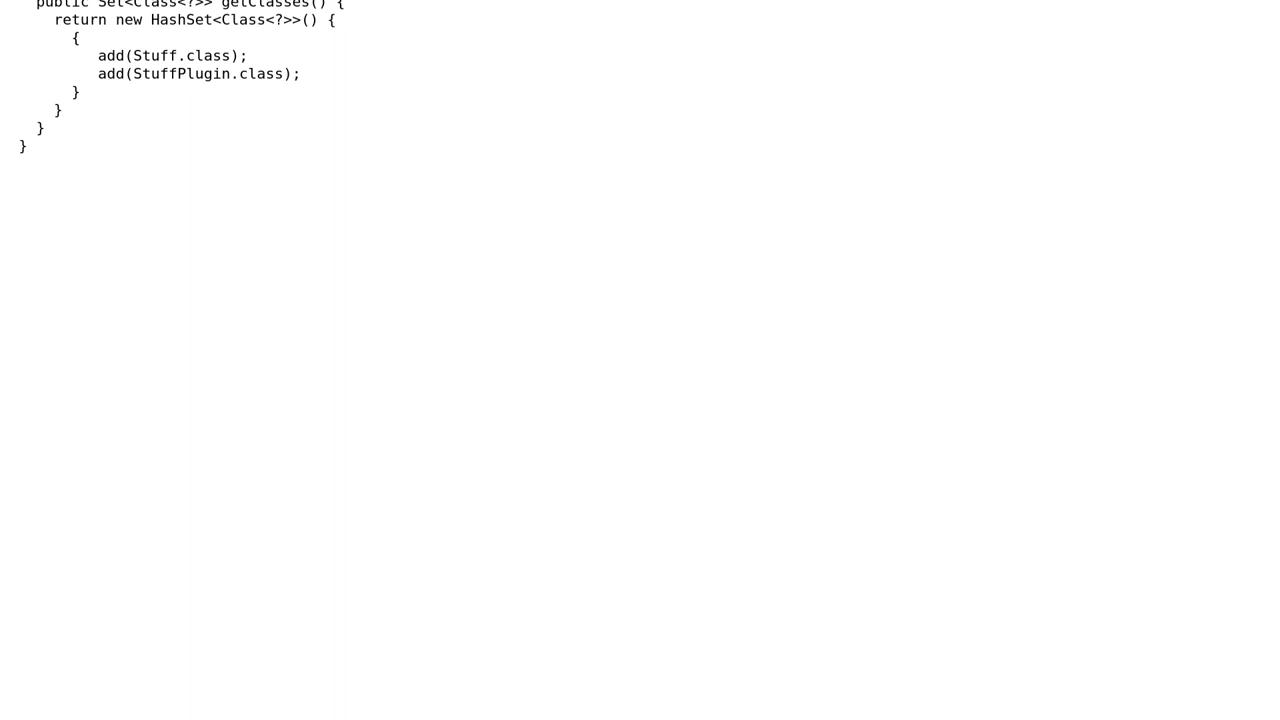 public Set<Class<?>> getClasses() {
return new HashSet<Class<?>>() {
{
add(Stuff.class);
add(StuffPlugin.class);
}
}
}
}